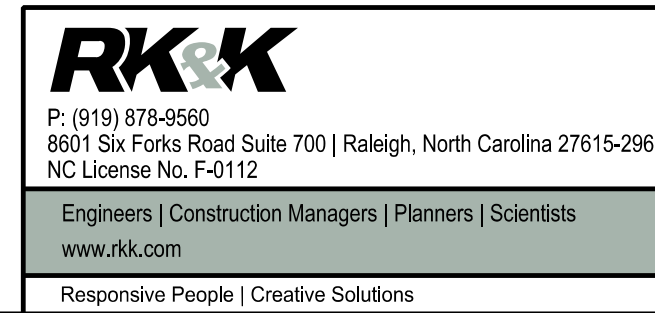 RK&K
P: (919) 878-9560
8601 Six Forks Road Suite 700 | Raleigh, North Carolina 27615-296
NC License No. F-0112
Engineers | Construction Managers | Planners | Scientists
www.rkk.com
Responsive People | Creative Solutions